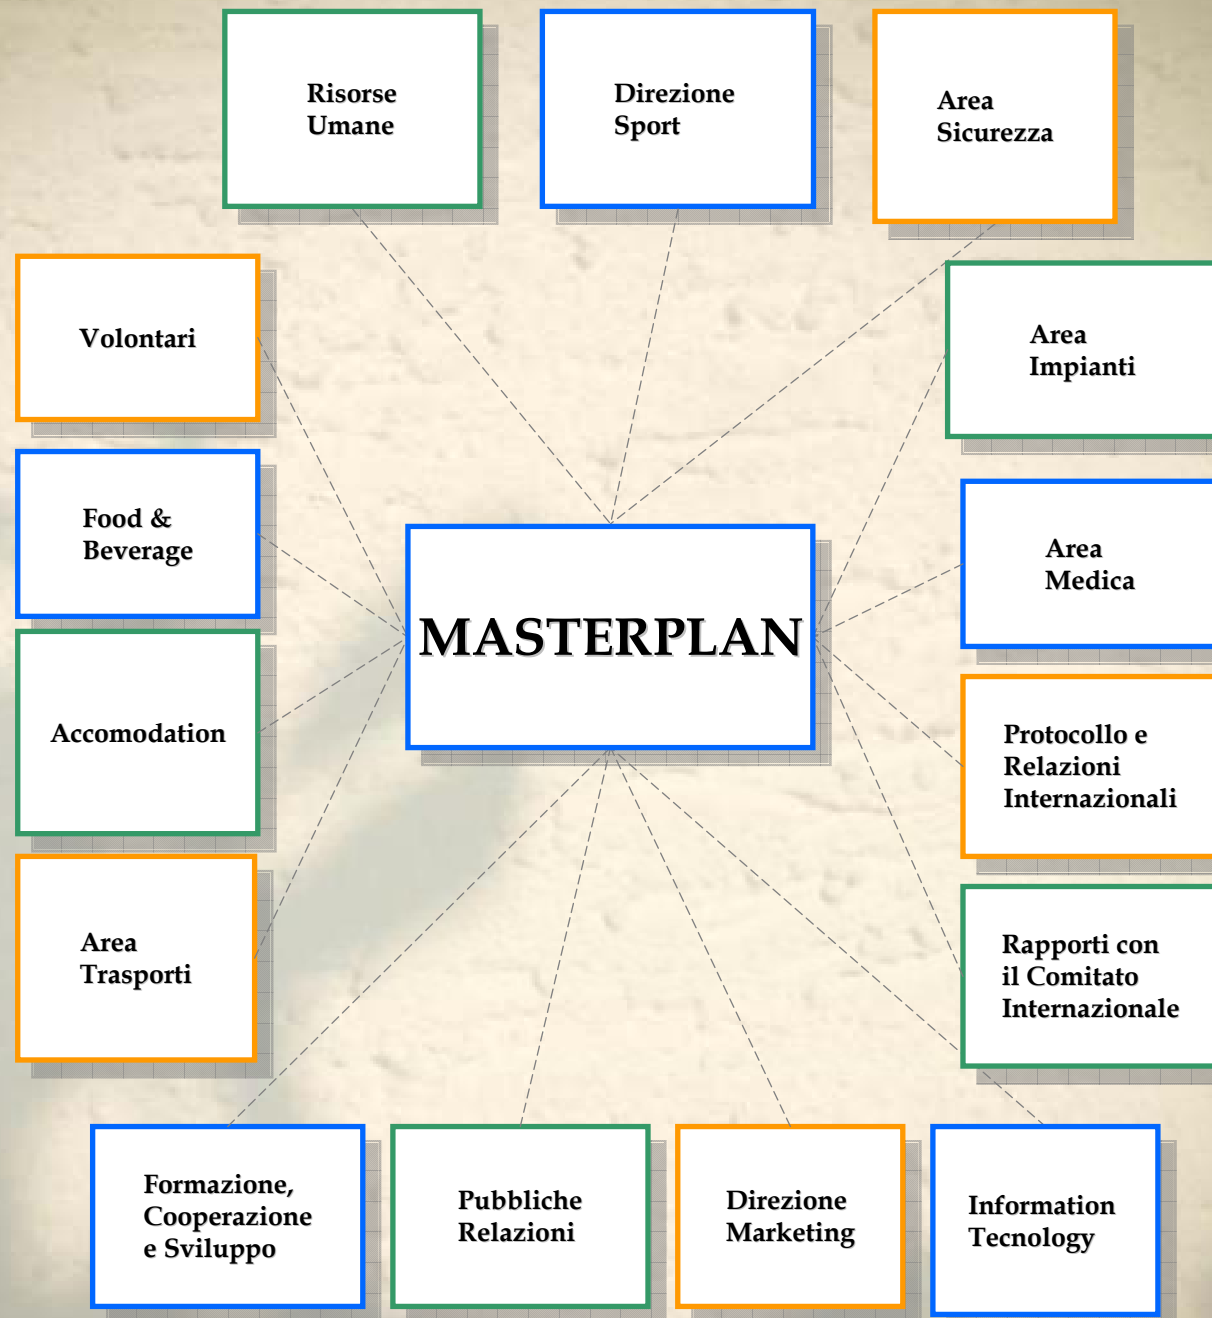 Risorse
Umane
Direzione
Sport
Area
Sicurezza
Volontari
Area
Impianti
Food &
Beverage
Area
Medica
MASTERPLAN
Accomodation
Protocollo e
Relazioni
Internazionali
Area
Trasporti
Rapporti con
il Comitato
Internazionale
Formazione,
Cooperazione
e Sviluppo
Pubbliche
Relazioni
Direzione
Marketing
Information
Tecnology